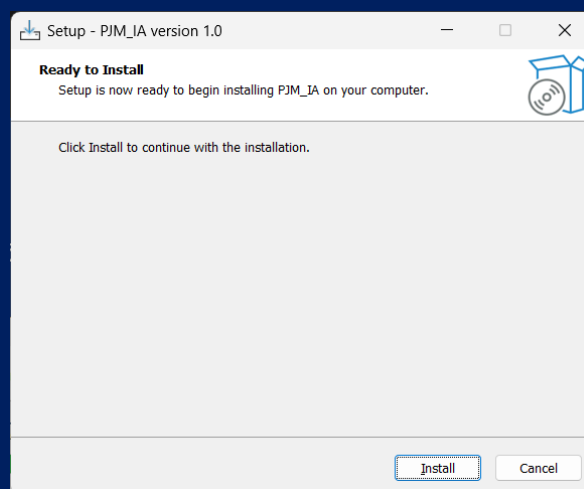 Setup - PJM_IA version 1.0
Ready to Install
Setup is now ready to begin installing PJM_IA on your computer.
Click Install to continue with the installation.
Install
Cancel